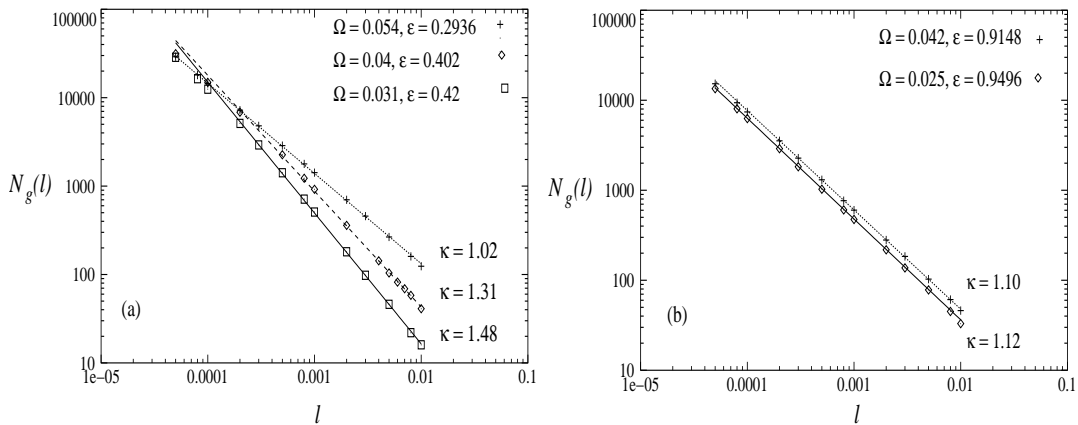 100000
10000
1000
100
10
N_g(l)
1e−05
0.0001
0.001
0.01
0.1
l
Ω = 0.054, ε = 0.2936
Ω = 0.04, ε = 0.402
Ω = 0.031, ε = 0.42
κ = 1.02
κ = 1.31
κ = 1.48
(a)
100000
10000
1000
100
10
N_g(l)
1e−05
0.0001
0.001
0.01
0.1
l
Ω = 0.042, ε = 0.9148
Ω = 0.025, ε = 0.9496
κ = 1.10
κ = 1.12
(b)